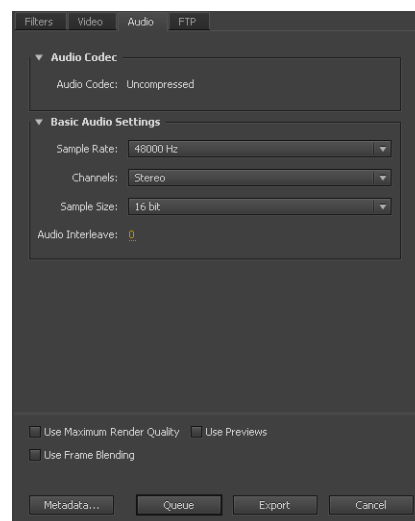 Filters Video Audio FTP
Audio Codec
Audio Codec: Uncompressed
Basic Audio Settings
Sample Rate: 48000 Hz
Channels: Stereo
Sample Size: 16 bit
Audio Interleave: 0
Use Maximum Render Quality Use Previews
Use Frame Blending
Metadata... Queue Export Cancel